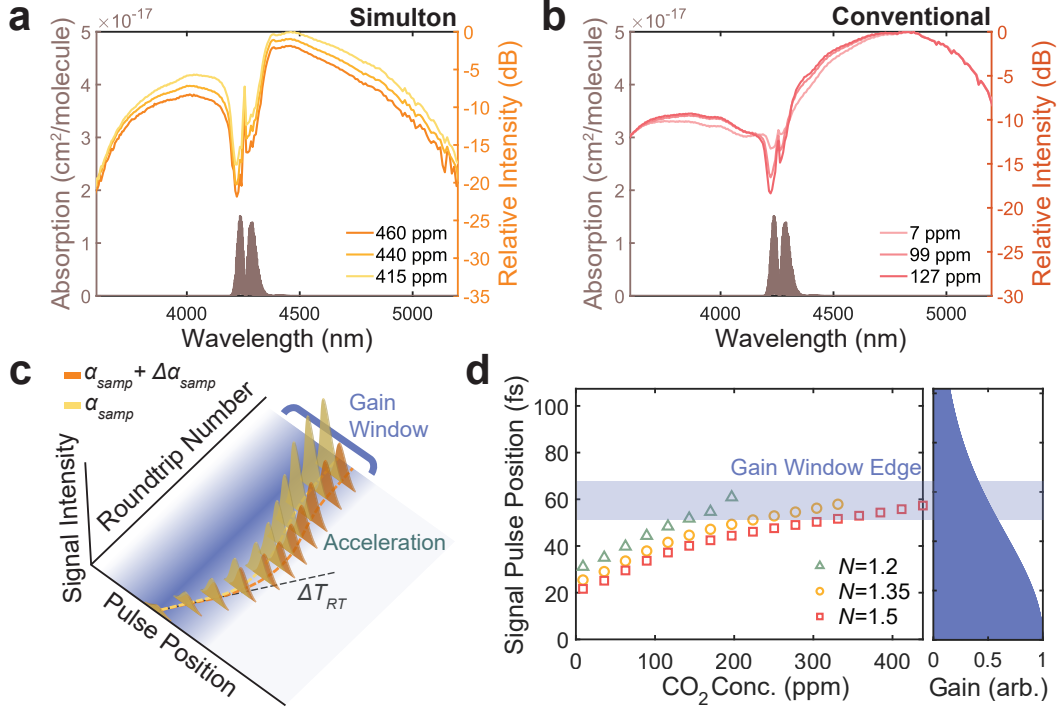 a
×10⁻¹⁷
Simulton
Absorption (cm²/molecule)
5
4
3
2
1
0
4000
4500
5000
Wavelength (nm)
0
-5
-10
-15
-20
-25
-30
-35
Relative Intensity (dB)
460 ppm
440 ppm
415 ppm
b
×10⁻¹⁷
Conventional
Absorption (cm²/molecule)
5
4
3
2
1
0
4000
4500
5000
Wavelength (nm)
0
-5
-10
-15
-20
-25
-30
Relative Intensity (dB)
7 ppm
99 ppm
127 ppm
c
α_samp + Δα_samp
α_samp
Signal Intensity
Roundtrip Number
Gain
Window
Acceleration
ΔT_RT
Pulse Position
d
Signal Pulse Position (fs)
100
80
60
40
20
0
Gain Window Edge
N=1.2
N=1.35
N=1.5
0
100
200
300
400
CO₂ Conc. (ppm)
0
0.5
1
Gain (arb.)